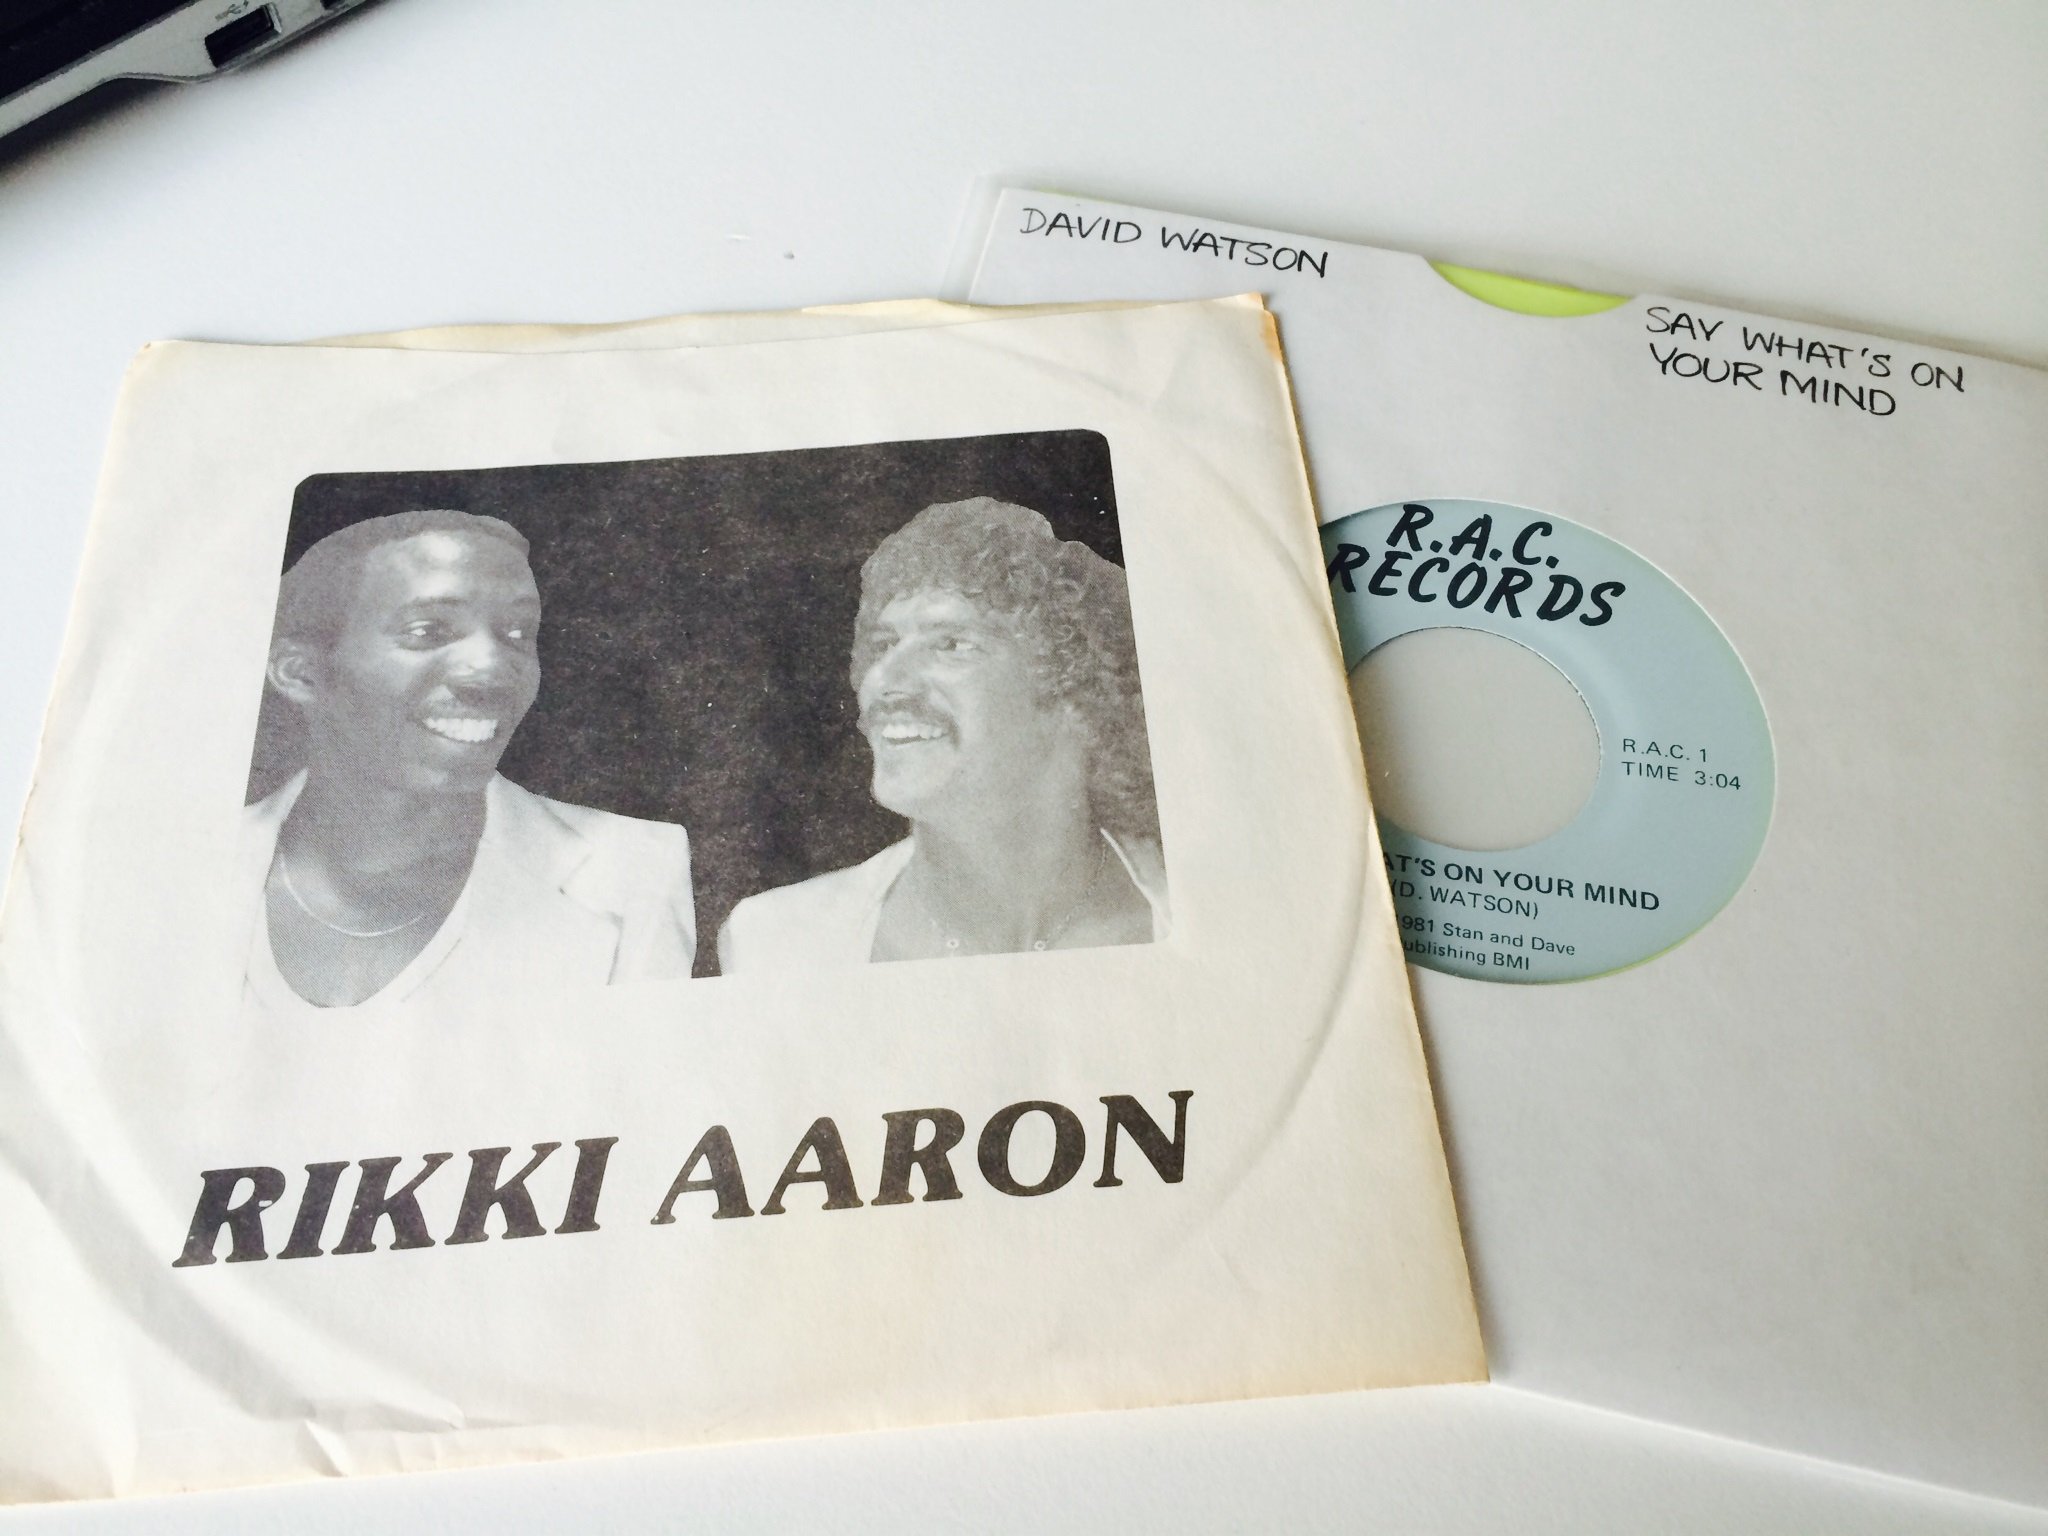 DAVID WATSON
SAY WHAT'S ON
YOUR MIND
R.A.C.
RECORDS
R.A.C. 1
TIME 3:04
AT'S ON YOUR MIND
(D. WATSON)
981 Stan and Dave
ublishing BMI
RIKKI AARON